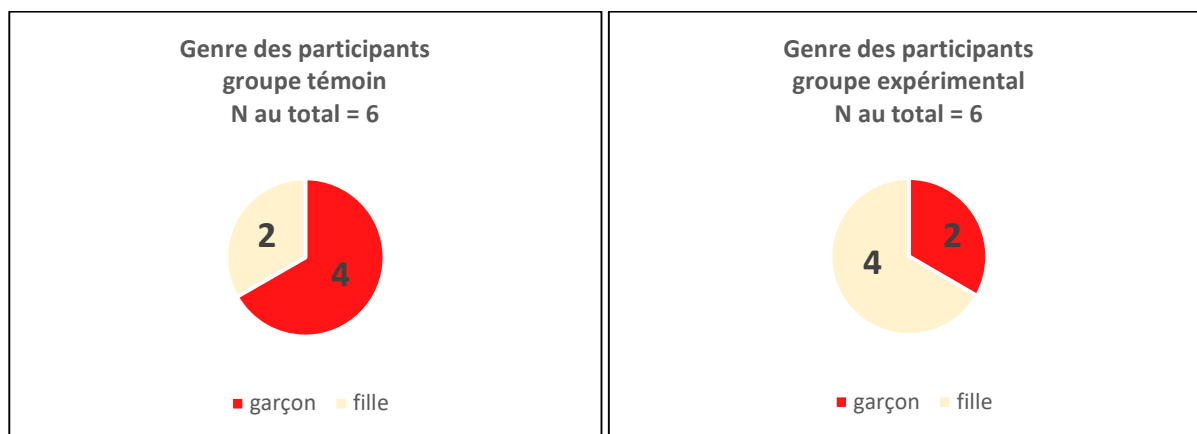 Genre des participants
groupe témoin
N au total = 6
2
4
garçon fille
Genre des participants
groupe expérimental
N au total = 6
2
4
garçon fille